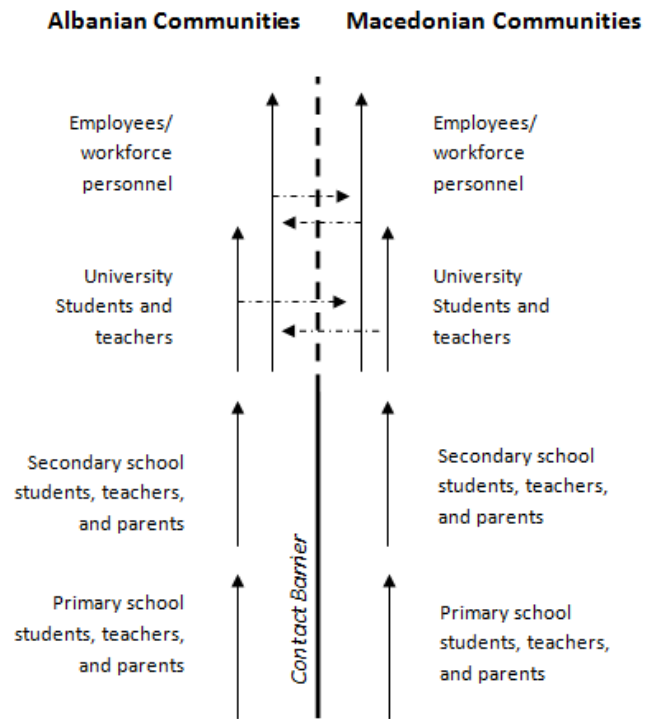 Albanian Communities
Macedonian Communities
Employees/
workforce
personnel
Employees/
workforce
personnel
University
Students and
teachers
University
Students and
teachers
Secondary school
students, teachers,
and parents
Secondary school
students, teachers,
and parents
Contact Barrier
Primary school
students, teachers,
and parents
Primary school
students, teachers,
and parents